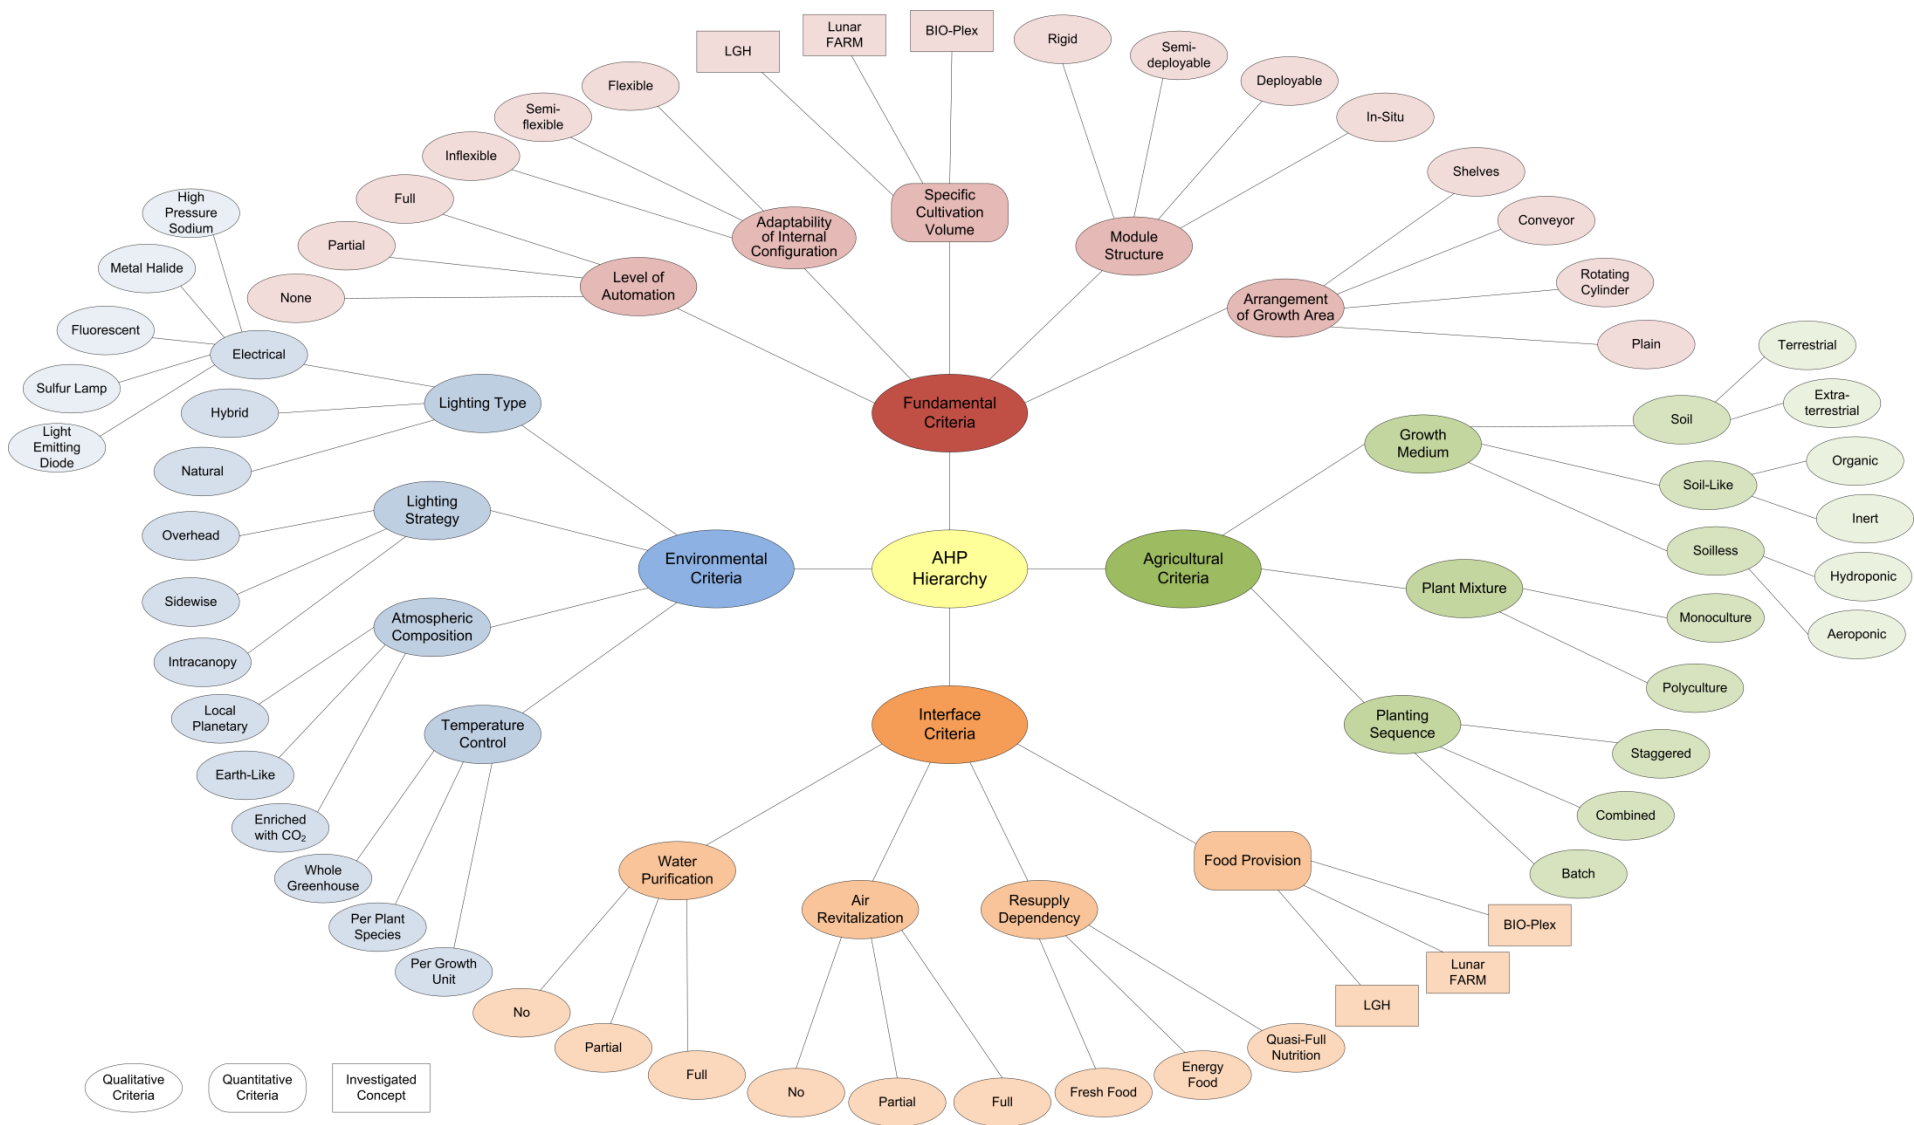 BIO-Plex
Lunar
FARM
LGH
Rigid
Semi-
deployable
Deployable
In-Situ
Flexible
Semi-
flexible
Inflexible
Full
Partial
None
Shelves
Conveyor
Rotating
Cylinder
Plain
Specific
Cultivation
Volume
Adaptability
of Internal
Configuration
Module
Structure
Level of
Automation
Arrangement
of Growth Area
Fundamental
Criteria
High
Pressure
Sodium
Metal Halide
Fluorescent
Sulfur Lamp
Light
Emitting
Diode
Electrical
Hybrid
Natural
Lighting Type
Lighting
Strategy
Overhead
Sidewise
Intracanopy
Atmospheric
Composition
Local
Planetary
Earth-Like
Enriched
with CO₂
Temperature
Control
Whole
Greenhouse
Per Plant
Species
Per Growth
Unit
Environmental
Criteria
AHP
Hierarchy
Agricultural
Criteria
Growth
Medium
Soil
Terrestrial
Extra-
terrestrial
Soil-Like
Organic
Inert
Soilless
Hydroponic
Aeroponic
Plant Mixture
Monoculture
Polyculture
Planting
Sequence
Staggered
Combined
Batch
Interface
Criteria
Water
Purification
No
Partial
Full
Air
Revitalization
No
Partial
Full
Resupply
Dependency
Fresh Food
Energy
Food
Quasi-Full
Nutrition
Food Provision
BIO-Plex
Lunar
FARM
LGH
Qualitative
Criteria
Quantitative
Criteria
Investigated
Concept